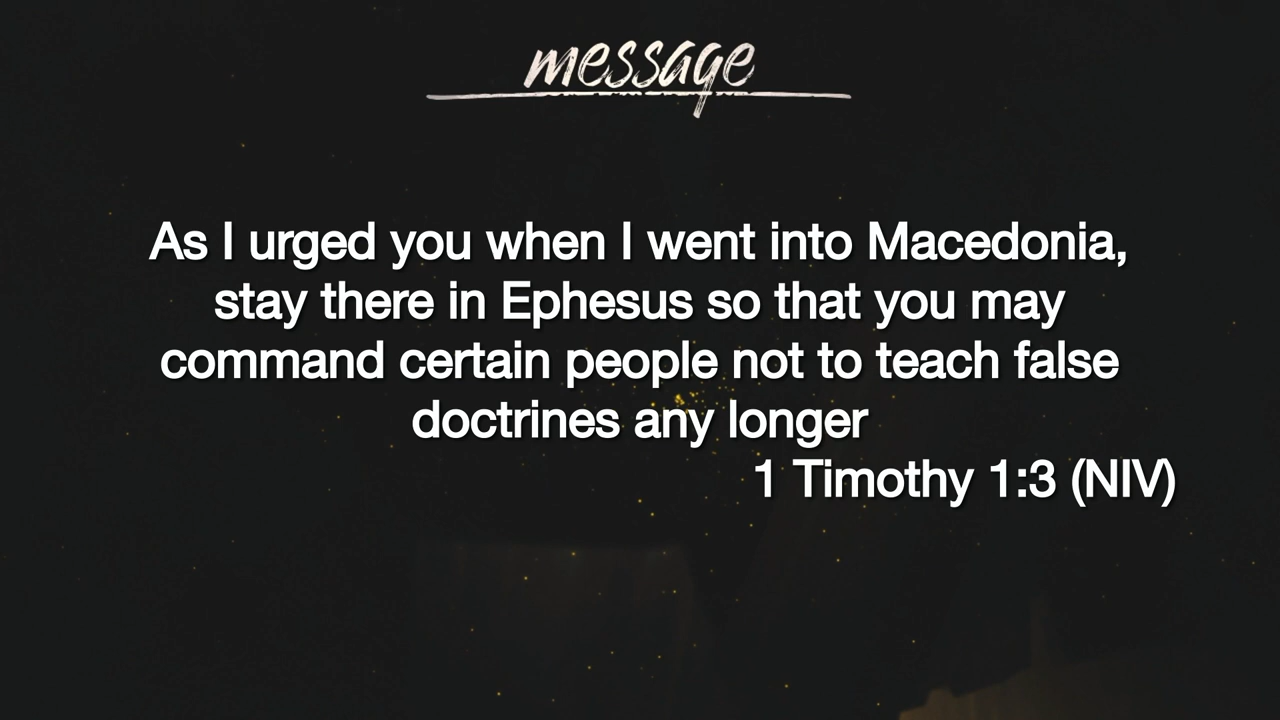 message
As I urged you when I went into Macedonia,
stay there in Ephesus so that you may
command certain people not to teach false
doctrines any longer
1 Timothy 1:3 (NIV)